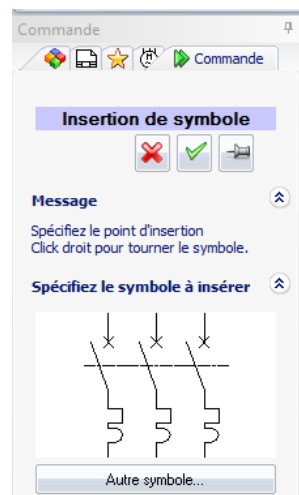 Commande
Commande
Insertion de symbole
Message
Spécifiez le point d'insertion
Click droit pour tourner le symbole.
Spécifiez le symbole à insérer
Autre symbole...